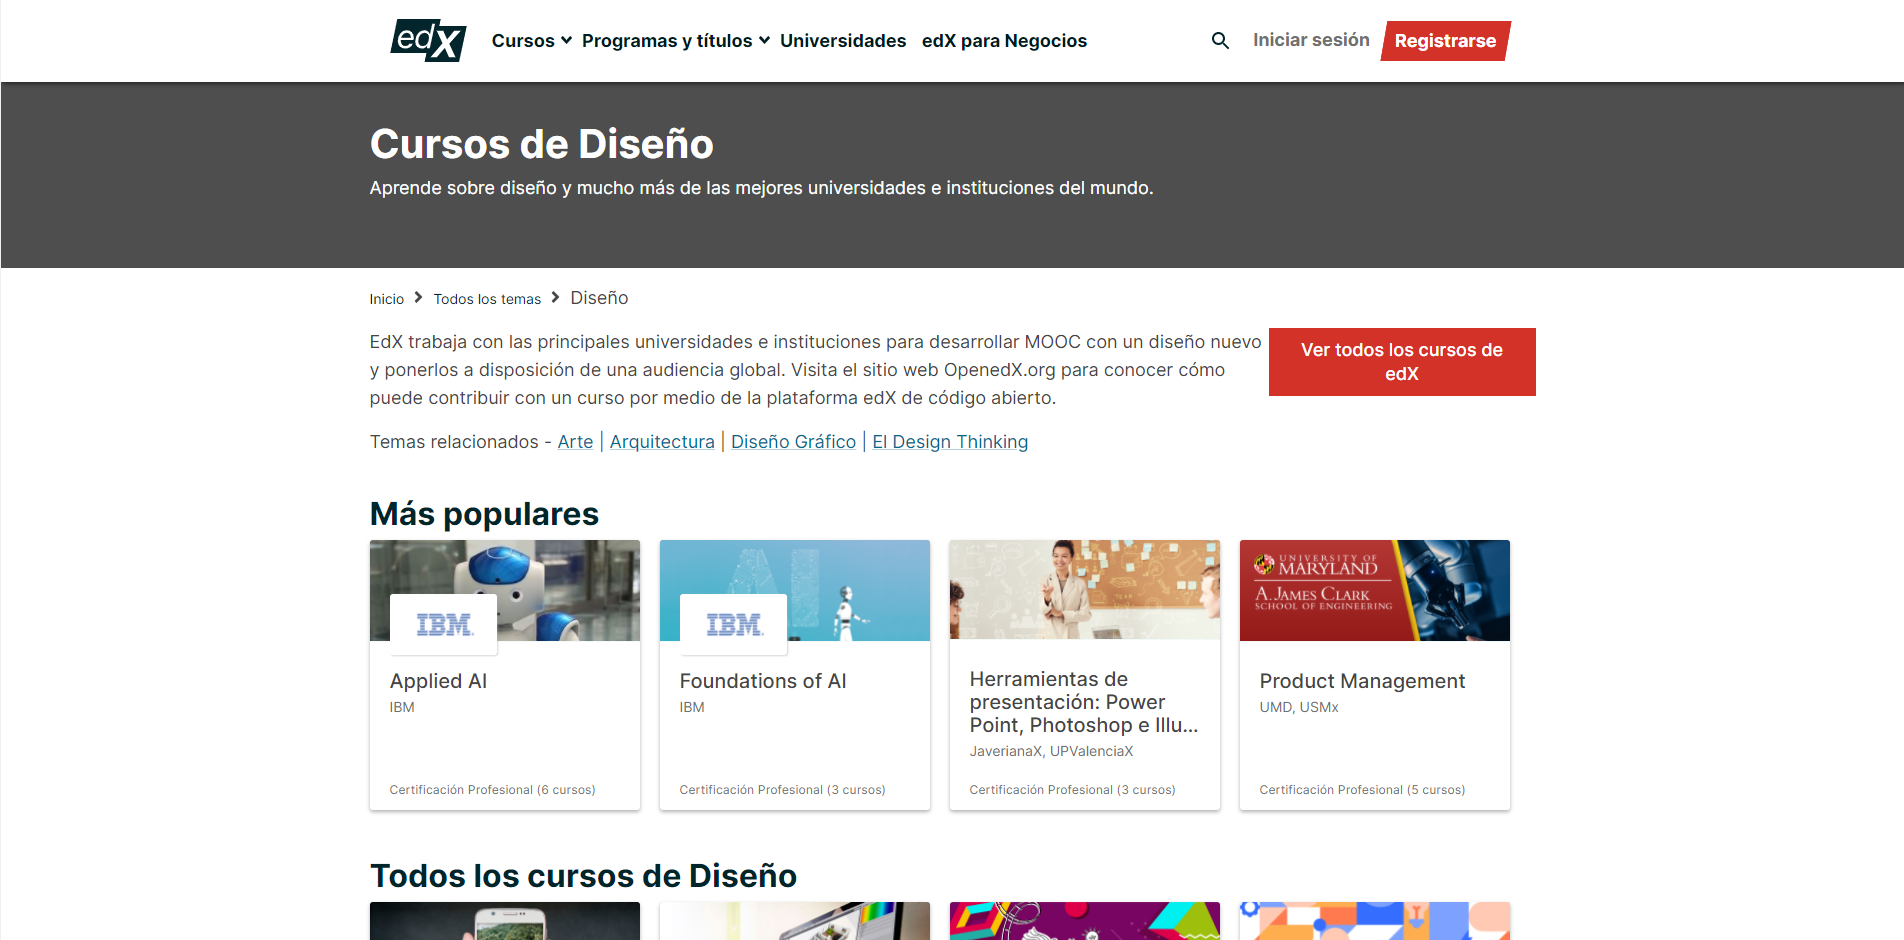 edX
Cursos Programas y títulos Universidades edX para Negocios Iniciar sesión Registrarse
Cursos de Diseño
Aprende sobre diseño y mucho más de las mejores universidades e instituciones del mundo.
Inicio Todos los temas Diseño
EdX trabaja con las principales universidades e instituciones para desarrollar MOOC con un diseño nuevo
y ponerlos a disposición de una audiencia global. Visita el sitio web OpenedX.org para conocer cómo
puede contribuir con un curso por medio de la plataforma edX de código abierto.
Ver todos los cursos de
edX
Temas relacionados - Arte | Arquitectura | Diseño Gráfico | El Design Thinking
Más populares
IBM
Applied AI
IBM
Certificación Profesional (6 cursos)
AI
IBM
Foundations of AI
IBM
Certificación Profesional (3 cursos)
Herramientas de
presentación: Power
Point, Photoshop e Illu...
JaverianaX, UPValenciaX
Certificación Profesional (3 cursos)
UNIVERSITY OF
MARYLAND
A. JAMES CLARK
SCHOOL OF ENGINEERING
Product Management
UMD, USMx
Certificación Profesional (5 cursos)
Todos los cursos de Diseño